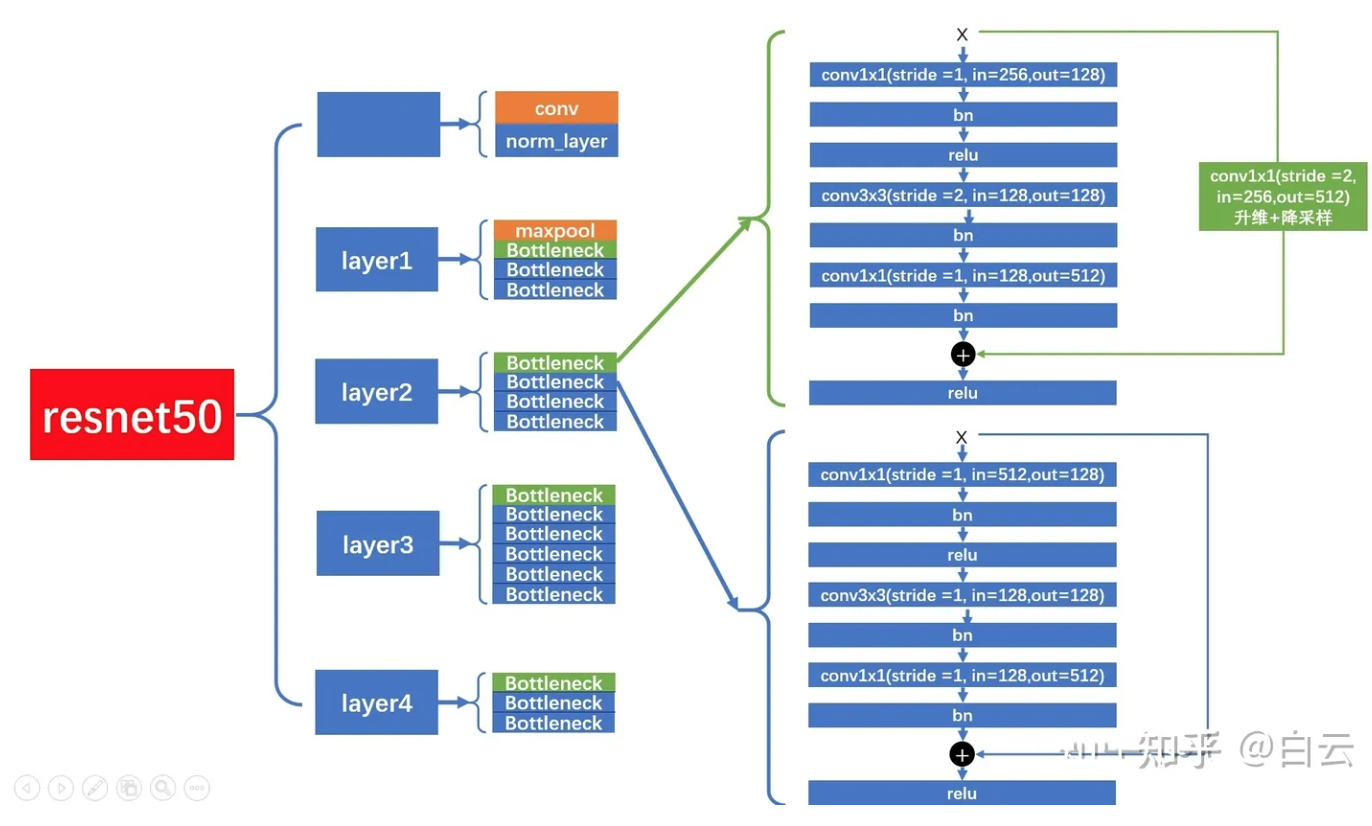 resnet50
conv
norm_layer
layer1
maxpool
Bottleneck
Bottleneck
Bottleneck
layer2
Bottleneck
Bottleneck
Bottleneck
Bottleneck
layer3
Bottleneck
Bottleneck
Bottleneck
Bottleneck
Bottleneck
Bottleneck
layer4
Bottleneck
Bottleneck
Bottleneck
X
conv1x1(stride =1, in=256,out=128)
bn
relu
conv3x3(stride =2, in=128,out=128)
bn
conv1x1(stride =1, in=128,out=512)
bn
+
relu
conv1x1(stride =2,
in=256,out=512)
升维+降采样
X
conv1x1(stride =1, in=512,out=128)
bn
relu
conv3x3(stride =1, in=128,out=128)
bn
conv1x1(stride =1, in=128,out=512)
bn
+
relu
知乎 @白云